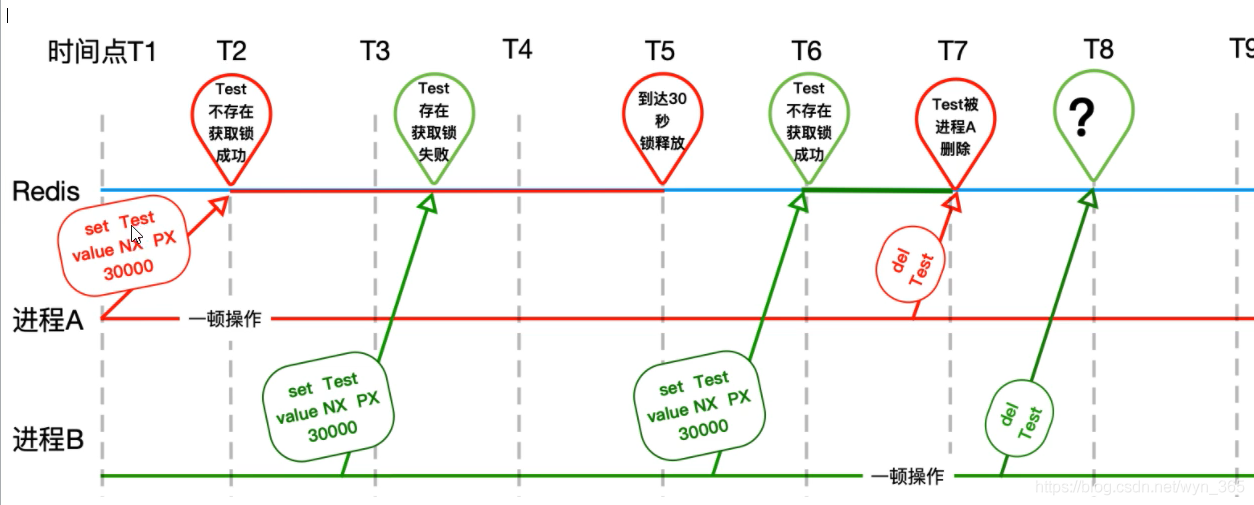 时间点T1 T2 T3 T4 T5 T6 T7 T8 T9
Test
不存在
获取锁
成功
Test
存在
获取锁
失败
到达30
秒
锁释放
Test
不存在
获取锁
成功
Test被
进程A
删除
?
Redis
set Test
value NX PX
30000
del
Test
进程A
一顿操作
set Test
value NX PX
30000
set Test
value NX PX
30000
del
Test
进程B
一顿操作
https://blog.csdn.net/wyn_365